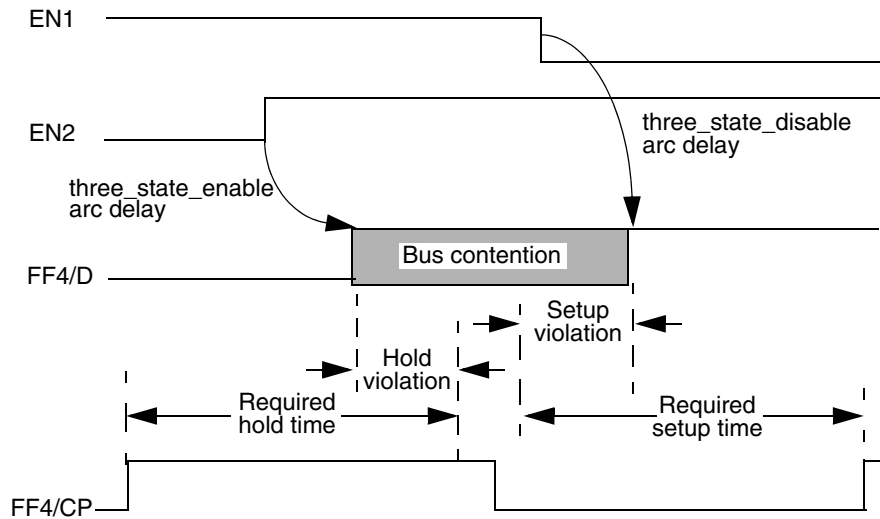 EN1
EN2
three_state_disable
arc delay
three_state_enable
arc delay
Bus contention
FF4/D
Setup
violation
Hold
violation
Required
hold time
Required
setup time
FF4/CP